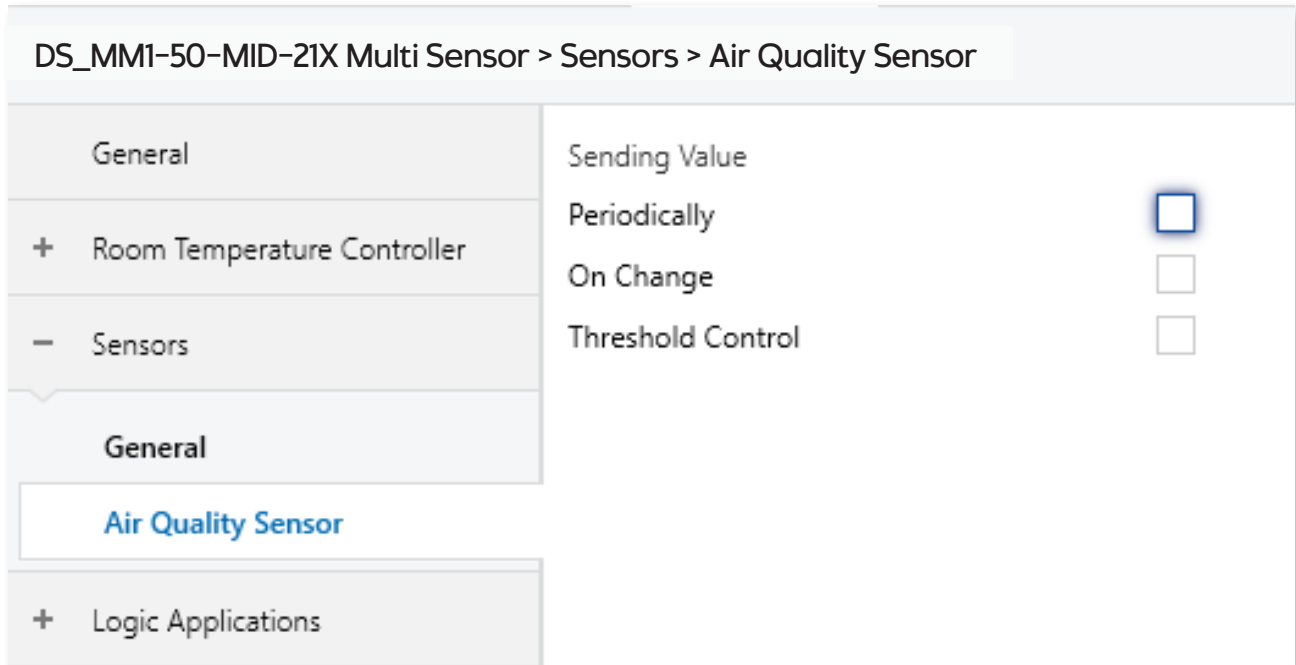 DS_MM1-50-MID-21X Multi Sensor > Sensors > Air Quality Sensor
General
+ Room Temperature Controller
− Sensors
General
Air Quality Sensor
+ Logic Applications
Sending Value
Periodically
On Change
Threshold Control